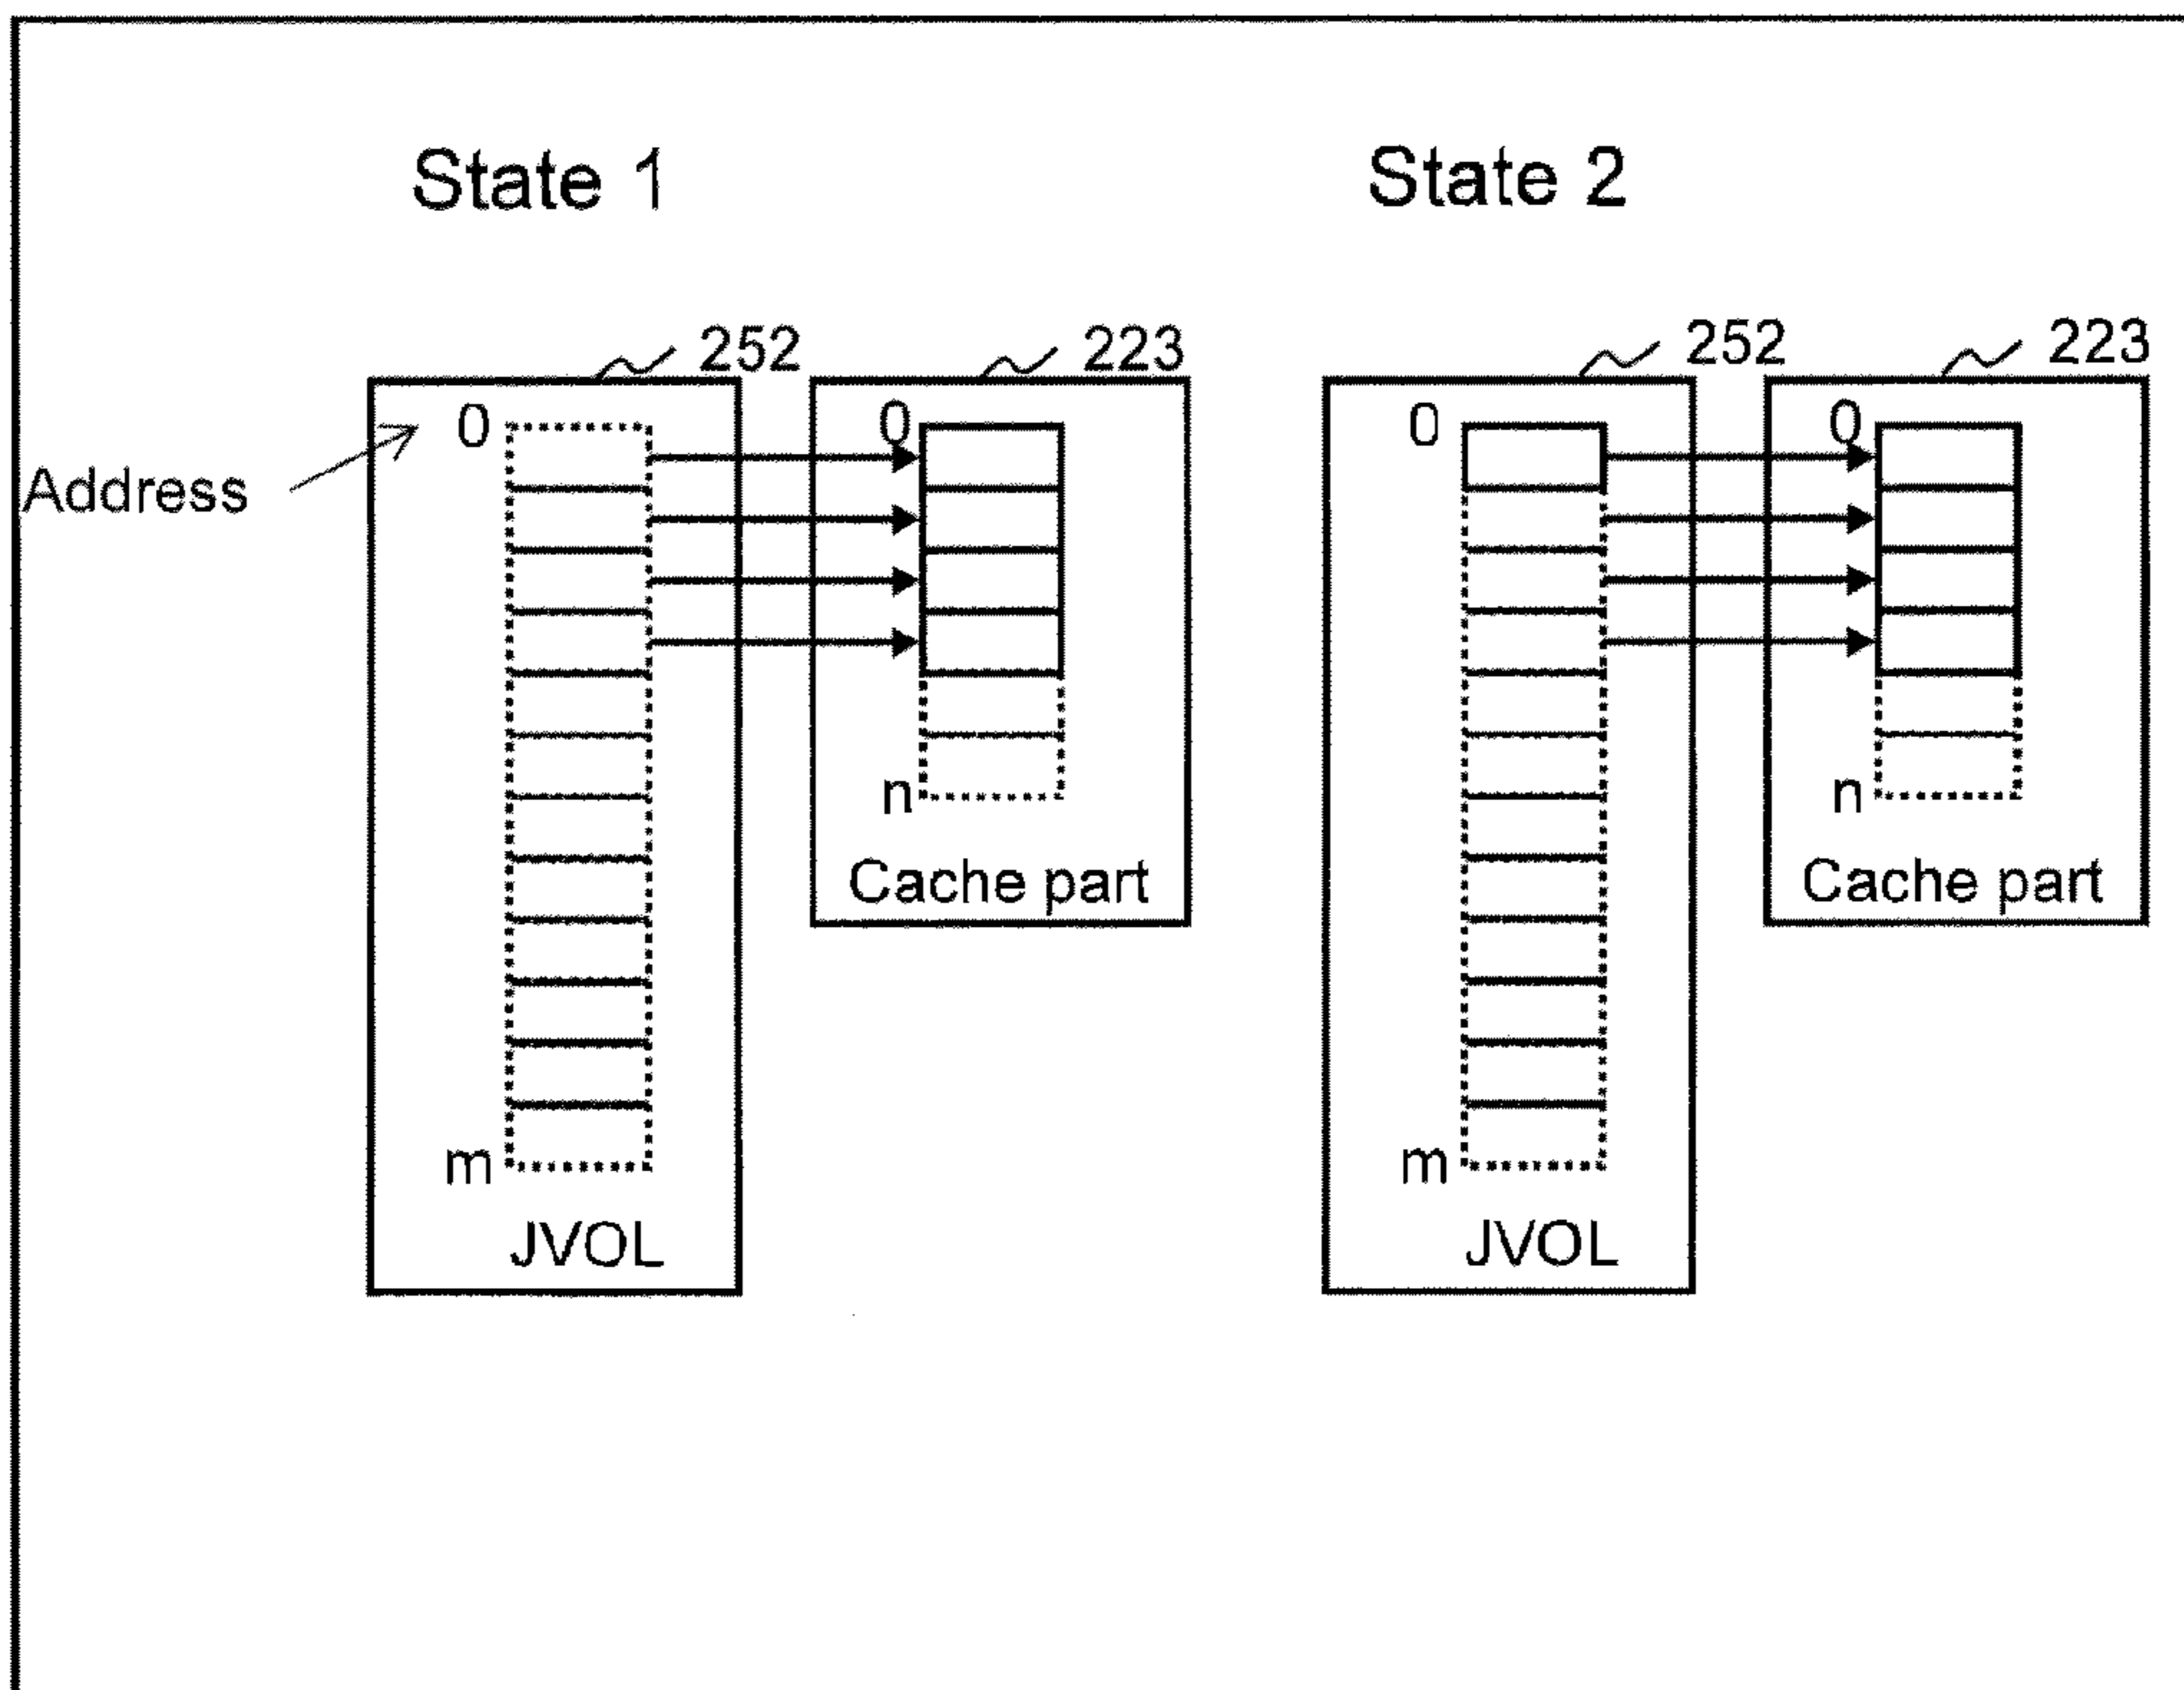 State 1
State 2
252
223
252
223
0
0
0
0
Address
n
n
Cache part
Cache part
m
m
JVOL
JVOL